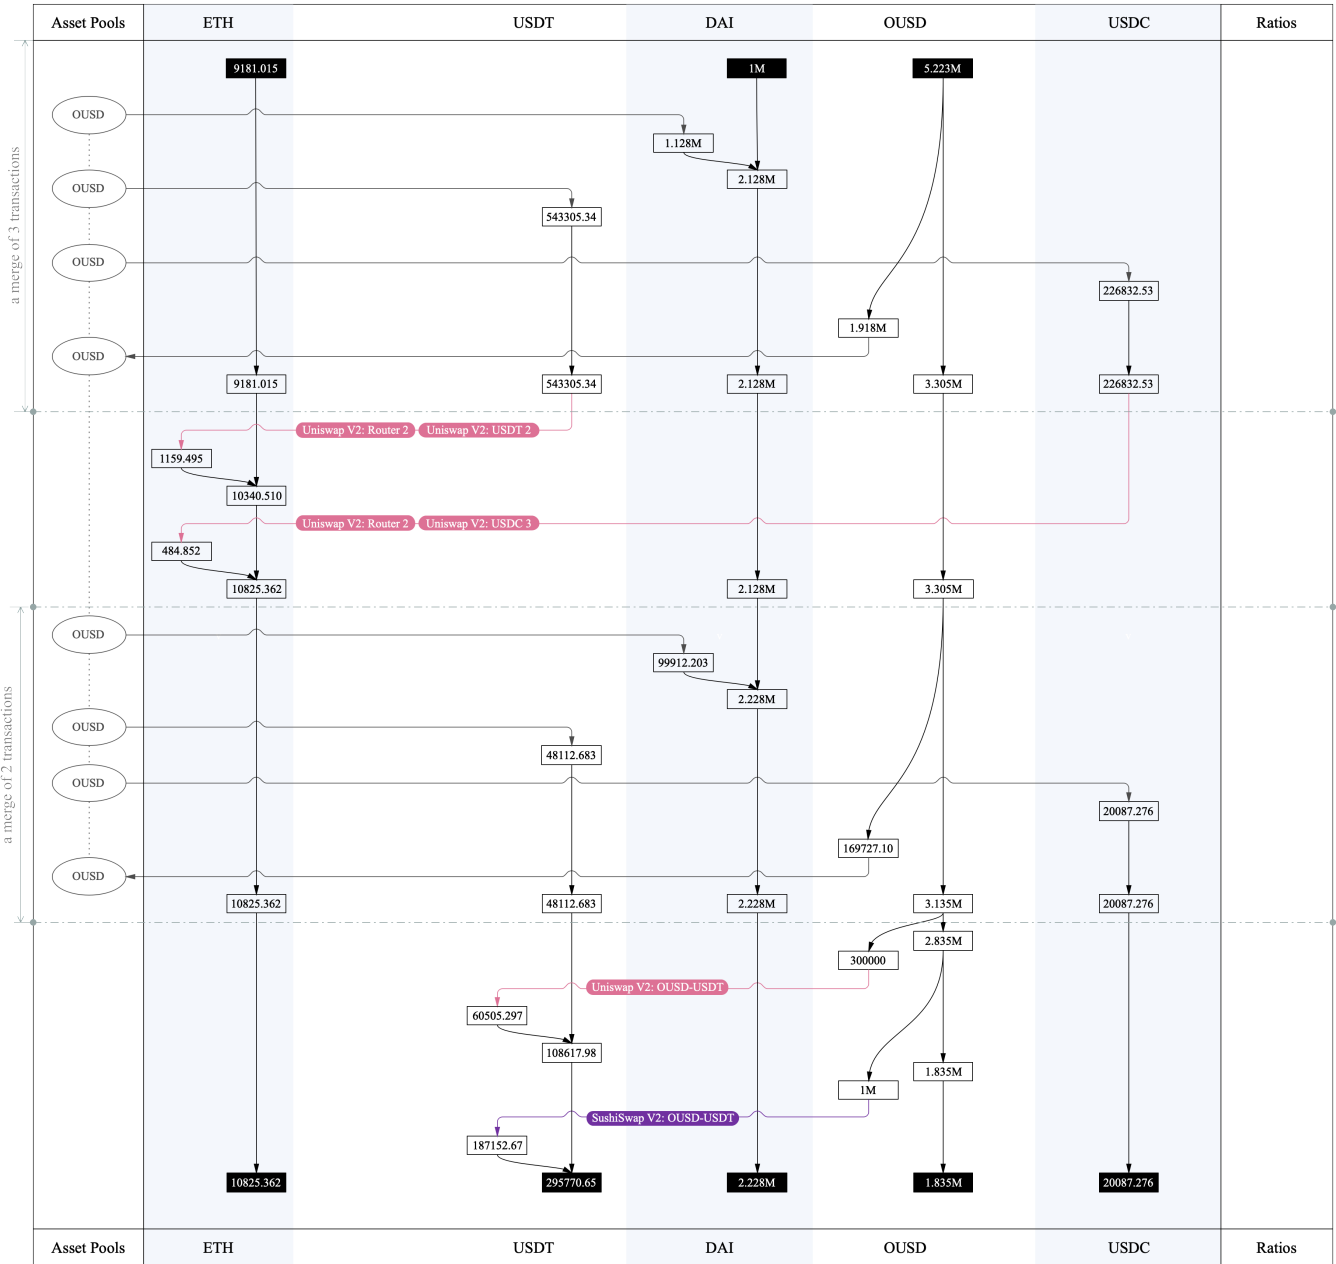 Asset Pools ETH USDT DAI OUSD USDC Ratios
9181.015 1M 5.223M
OUSD
1.128M
2.128M
OUSD
543305.34
OUSD
226832.53
1.918M
OUSD
9181.015 543305.34 2.128M 3.305M 226832.53
a merge of 3 transactions
Uniswap V2: Router 2 Uniswap V2: USDT 2
1159.495
10340.510
Uniswap V2: Router 2 Uniswap V2: USDC 3
484.852
10825.362 2.128M 3.305M
OUSD
99912.203
2.228M
OUSD
48112.683
OUSD
20087.276
169727.10
OUSD
10825.362 48112.683 2.228M 3.135M 20087.276
a merge of 2 transactions
2.835M
300000
Uniswap V2: OUSD-USDT
60505.297
108617.98
1.835M
1M
SushiSwap V2: OUSD-USDT
187152.67
10825.362 295770.65 2.228M 1.835M 20087.276
Asset Pools ETH USDT DAI OUSD USDC Ratios